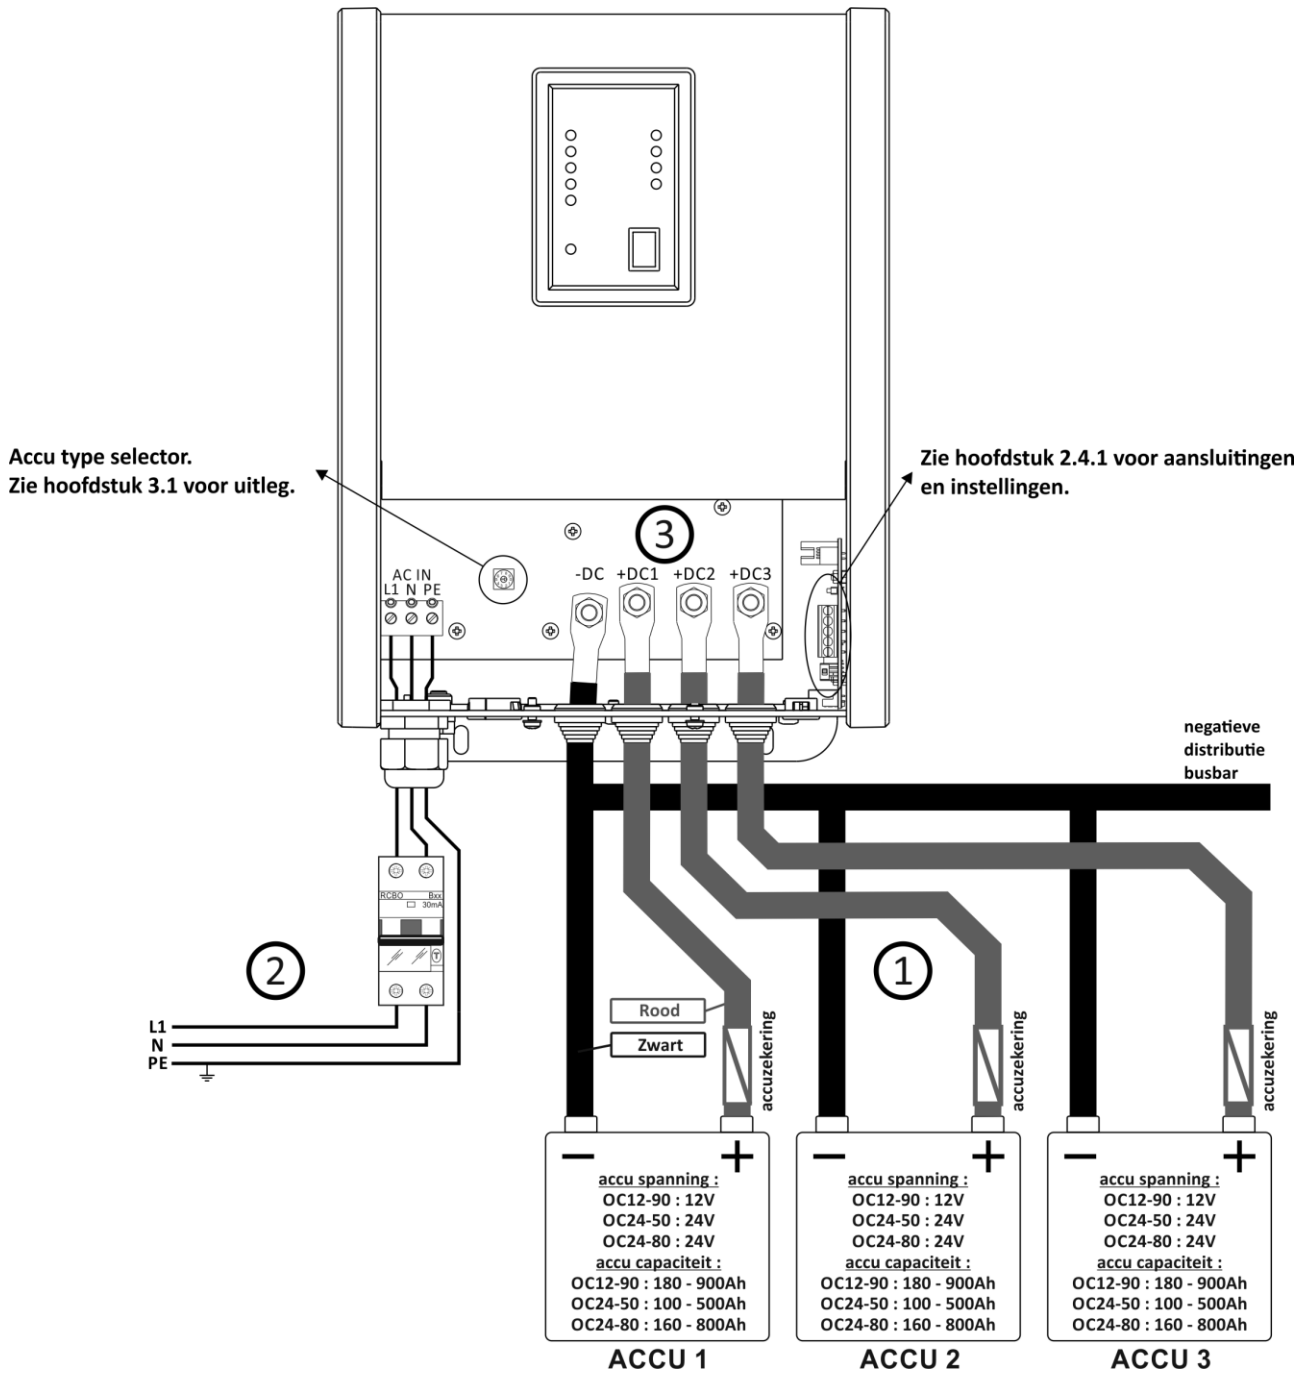 Accu type selector.
Zie hoofdstuk 3.1 voor uitleg.
Zie hoofdstuk 2.4.1 voor aansluitingen
en instellingen.
3
AC IN
L1 N PE
-DC +DC1 +DC2 +DC3
negatieve
distributie
busbar
RCBO Bxx
30mA
T
2
1
L1
N
PE
Rood
Zwart
accuzekering
accuzekering
accuzekering
− +
accu spanning :
OC12-90 : 12V
OC24-50 : 24V
OC24-80 : 24V
accu capaciteit :
OC12-90 : 180 - 900Ah
OC24-50 : 100 - 500Ah
OC24-80 : 160 - 800Ah
ACCU 1
− +
accu spanning :
OC12-90 : 12V
OC24-50 : 24V
OC24-80 : 24V
accu capaciteit :
OC12-90 : 180 - 900Ah
OC24-50 : 100 - 500Ah
OC24-80 : 160 - 800Ah
ACCU 2
− +
accu spanning :
OC12-90 : 12V
OC24-50 : 24V
OC24-80 : 24V
accu capaciteit :
OC12-90 : 180 - 900Ah
OC24-50 : 100 - 500Ah
OC24-80 : 160 - 800Ah
ACCU 3